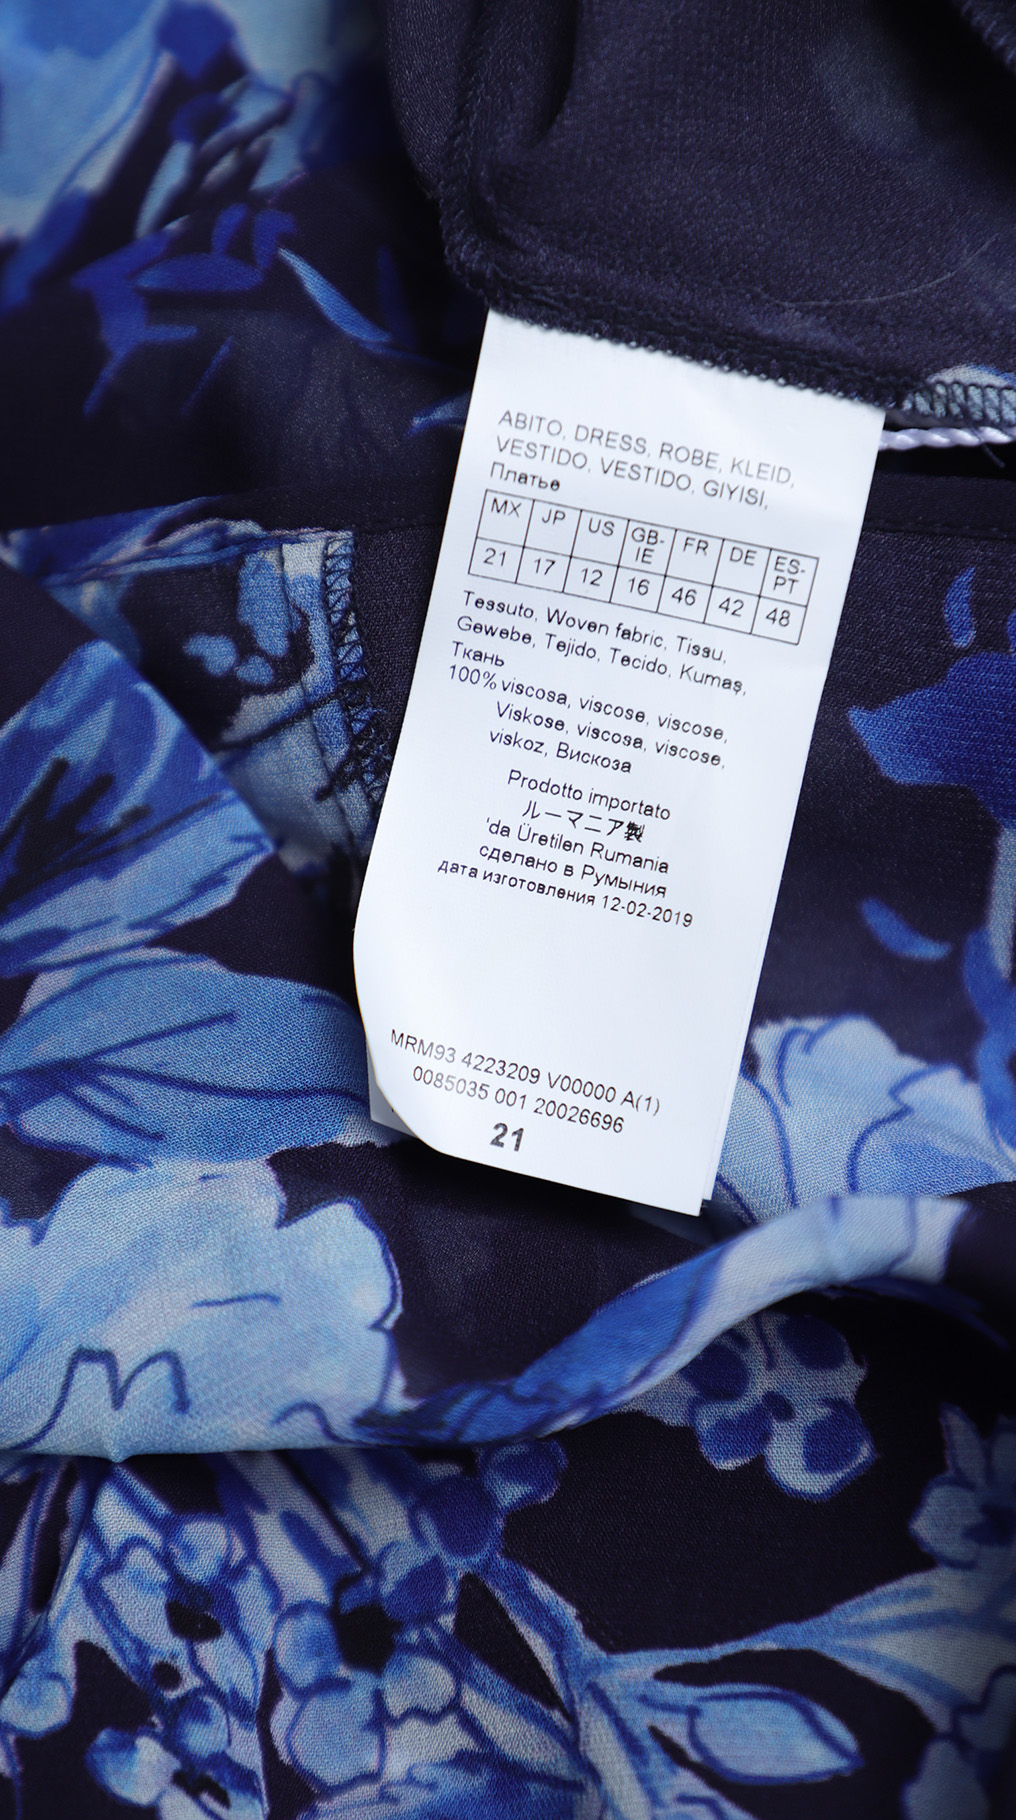 ABITO, DRESS, ROBE, KLEID,
VESTIDO, VESTIDO, GIYISI,
Платье
MX JP US GB-IE FR DE ES-PT
21 17 12 16 46 42 48
Tessuto, Woven fabric, Tissu,
Gewebe, Tejido, Tecido, Kumaş,
Ткань
100% viscosa, viscose, viscose,
Viskose, viscosa, viscose,
viskoz, Вискоза
Prodotto importato
ルーマニア製
'da Üretilen Rumania
сделано в Румыния
дата изготовления 12-02-2019
MRM93 4223209 V00000 A(1)
0085035 001 20026696
21